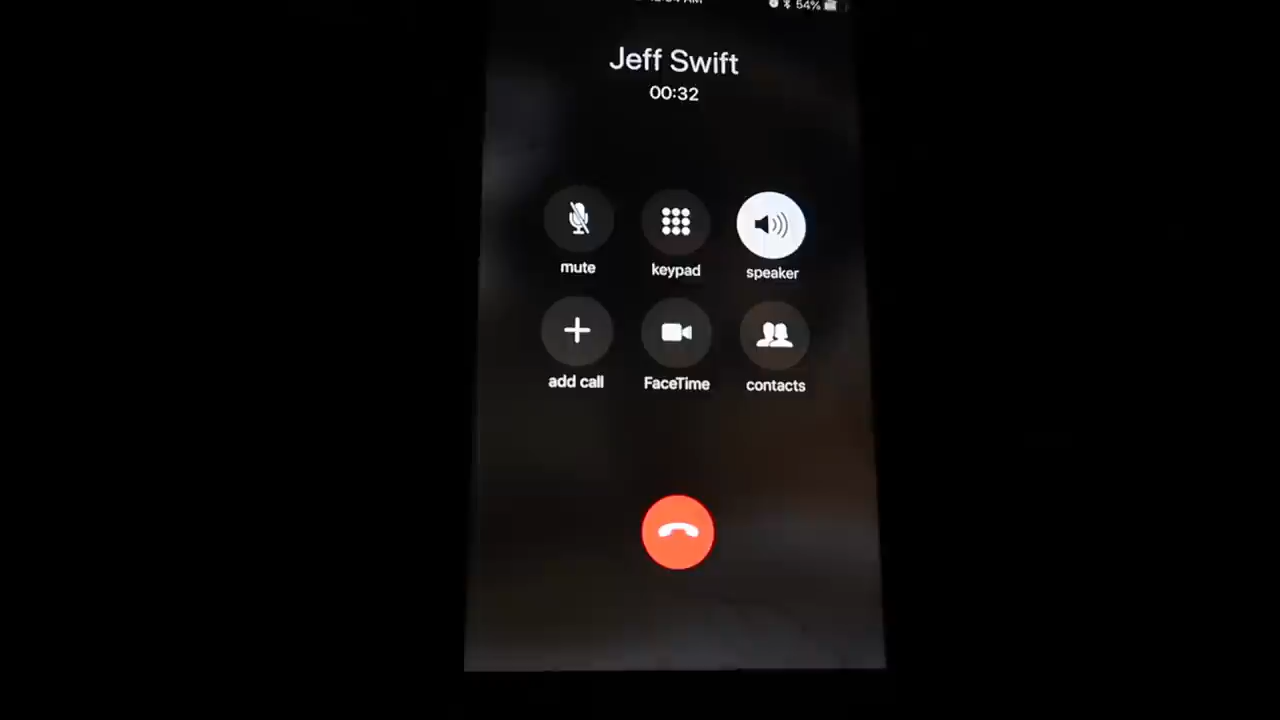 54%
Jeff Swift
00:32
mute keypad speaker
add call FaceTime contacts